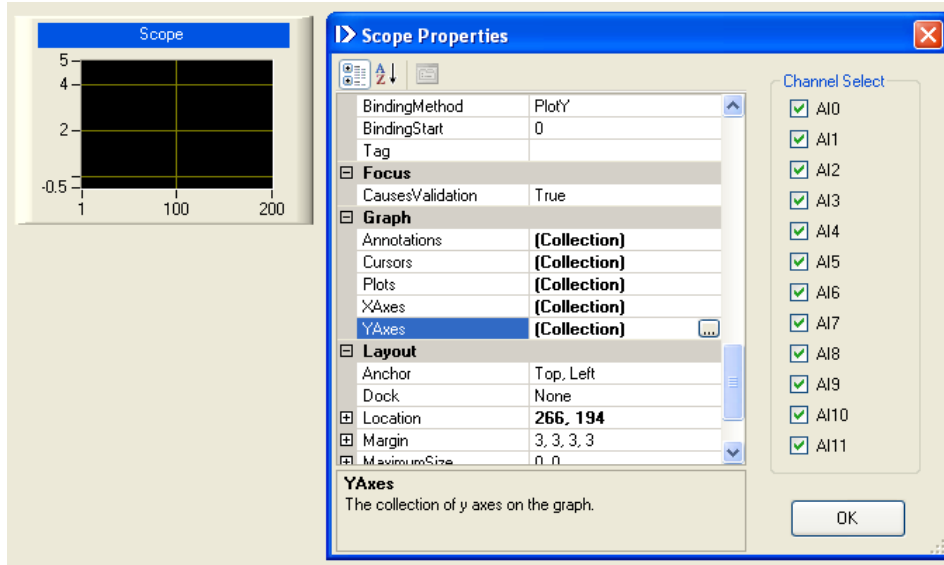 Scope
5
4
2
-0.5
1 100 200
Scope Properties
BindingMethod PlotY
BindingStart 0
Tag
Focus
CausesValidation True
Graph
Annotations (Collection)
Cursors (Collection)
Plots (Collection)
XAxes (Collection)
YAxes (Collection) ...
Layout
Anchor Top, Left
Dock None
Location 266, 194
Margin 3, 3, 3, 3
MaximumSize 0, 0
YAxes
The collection of y axes on the graph.
Channel Select
AI0
AI1
AI2
AI3
AI4
AI5
AI6
AI7
AI8
AI9
AI10
AI11
OK